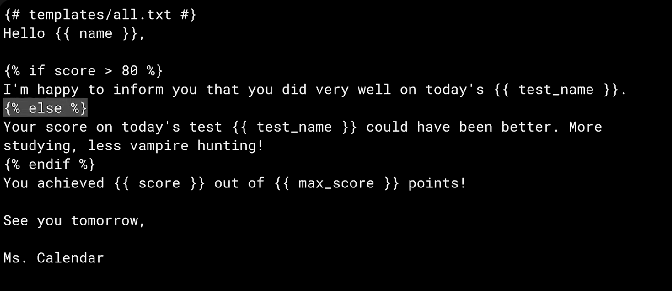 {# templates/all.txt #}
Hello {{ name }},
{% if score > 80 %}
I'm happy to inform you that you did very well on today's {{ test_name }}.
{% else %}
Your score on today's test {{ test_name }} could have been better. More
studying, less vampire hunting!
{% endif %}
You achieved {{ score }} out of {{ max_score }} points!
See you tomorrow,
Ms. Calendar